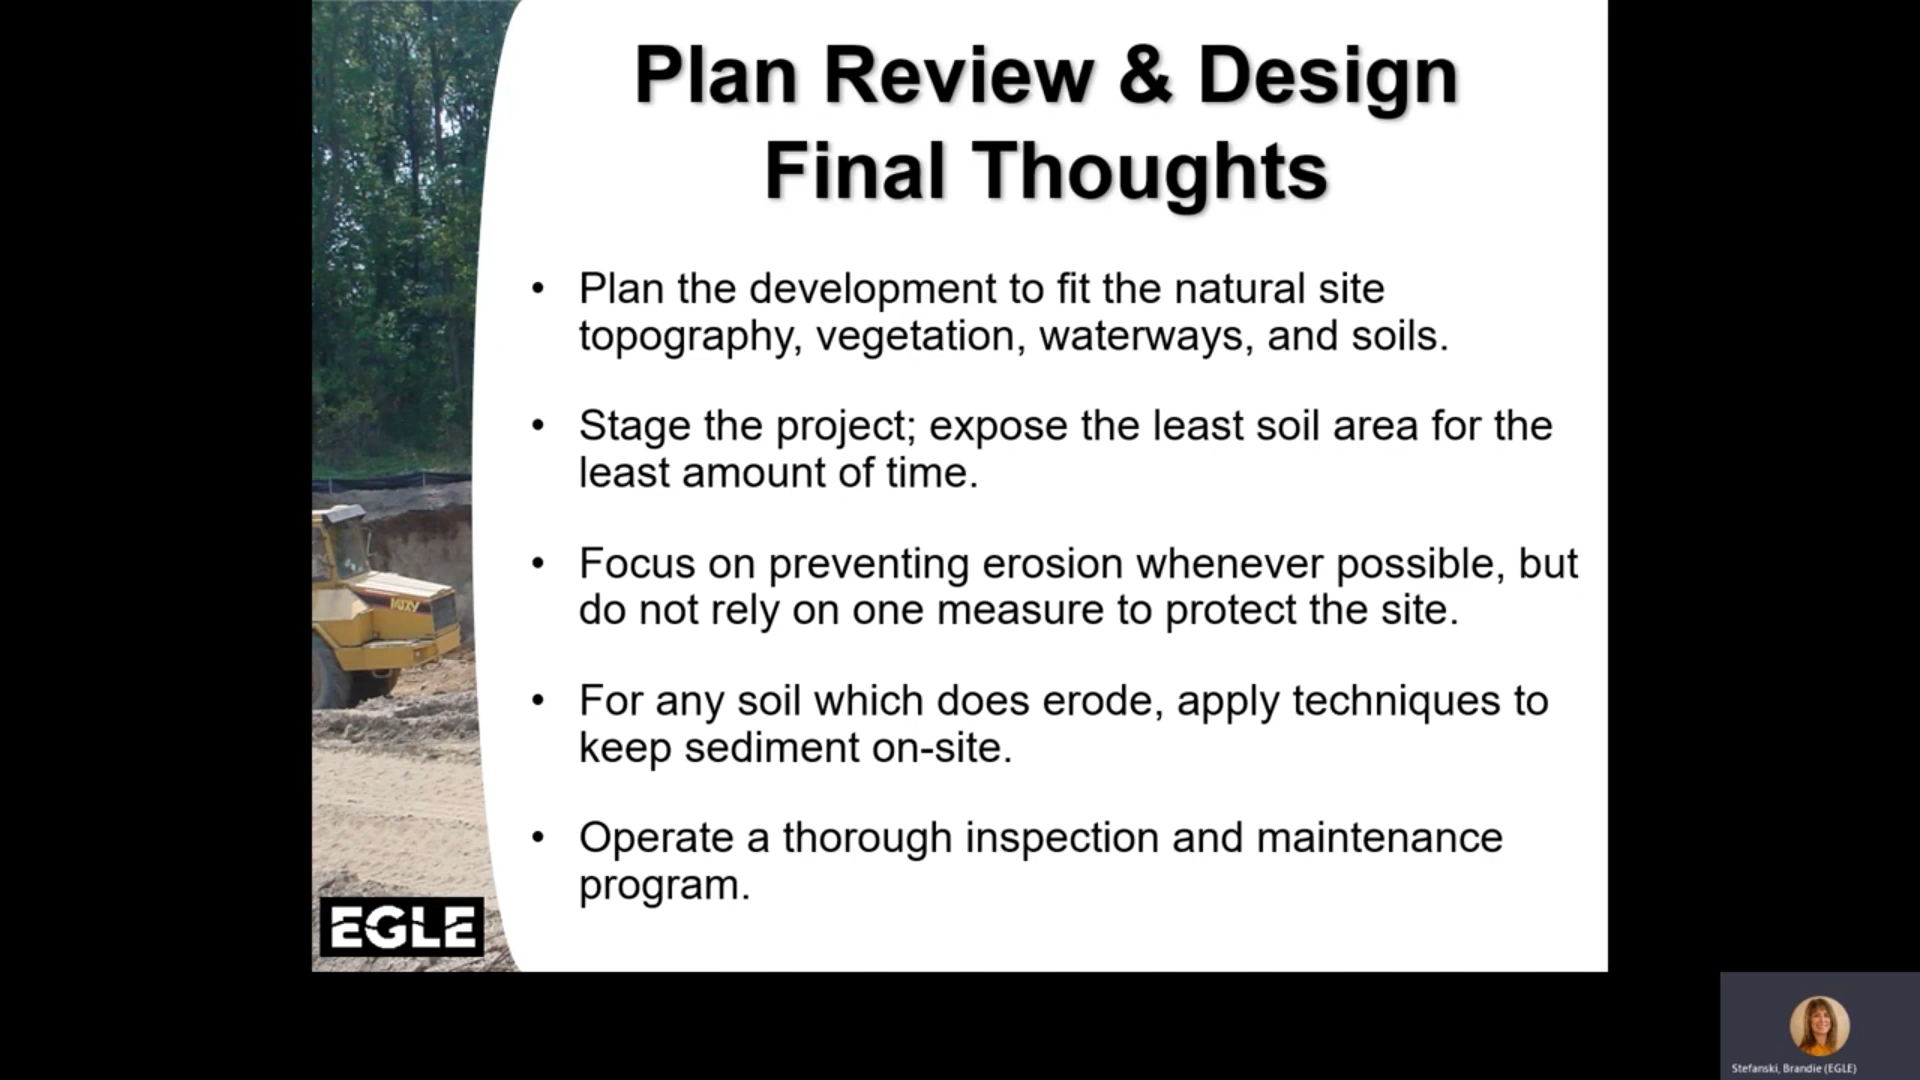 Plan Review & Design
Final Thoughts
• Plan the development to fit the natural site
topography, vegetation, waterways, and soils.
• Stage the project; expose the least soil area for the
least amount of time.
• Focus on preventing erosion whenever possible, but
do not rely on one measure to protect the site.
• For any soil which does erode, apply techniques to
keep sediment on-site.
• Operate a thorough inspection and maintenance
program.
EGLE
Stefanski, Brandie (EGLE)